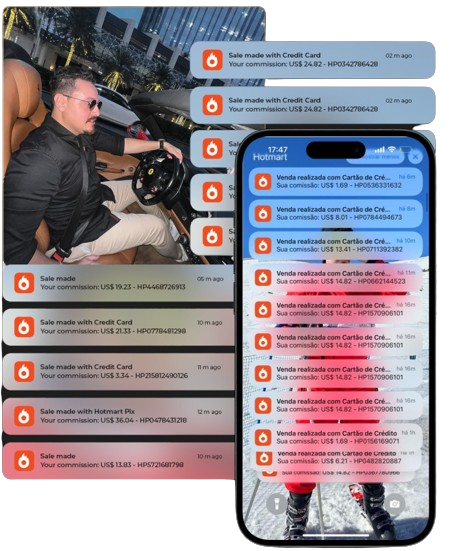 Sale made with Credit Card
02 m ago
Your commission: US$ 24.82 - HP0342786428
Sale made with Credit Card
02 m ago
Your commission: US$ 24.82 - HP0342786428
Sale made
05 m ago
Your commission: US$ 19.23 - HP4468726913
Sale made with Credit Card
10 m ago
Your commission: US$ 21.33 - HP0778481298
Sale made with Credit Card
11 m ago
Your commission: US$ 3.34 - HP215812490126
Sale made with Hotmart Pix
12 m ago
Your commission: US$ 36.04 - HP0478431218
Sale made
10 m ago
Your commission: US$ 13.83 - HP5721681798
17:47
Hotmart
Venda realizada com Cartão de Cré...
há 6m
Sua comissão: US$ 1.69 - HP0536331632
Venda realizada com Cartão de Cré...
há 8m
Sua comissão: US$ 8.01 - HP0784494673
Venda realizada com Cartão de Cré...
há 10m
Sua comissão: US$ 13.41 - HP0711392382
Venda realizada com Cartão de Cré...
há 11m
Sua comissão: US$ 14.82 - HP0662144523
Venda realizada com Cartão de Cré...
há 16m
Sua comissão: US$ 14.82 - HP1570906101
Venda realizada com Cartão de Cré...
há 16m
Sua comissão: US$ 14.82 - HP1570906101
Venda realizada com Cartão de Cré...
há 16m
Sua comissão: US$ 14.82 - HP1570906101
Venda realizada com Cartão de Cré...
há 16m
Sua comissão: US$ 14.82 - HP1570906101
Venda realizada com Cartão de Crédito
há 1h
Sua comissão: US$ 1.69 - HP0156169071
Venda realizada com Cartão de Crédito
Sua comissão: US$ 6.21 - HP0482820887